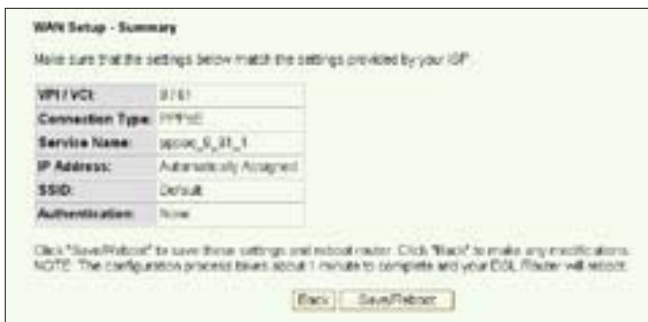 WAN Setup - Summary
Make sure that the settings below match the settings provided by your ISP.
VPI / VCI:
Connection Type: PPPoE
Service Name:
IP Address: Automatically Assigned
SSID: Default
Authentication: None
Click "Save/Reboot" to save these settings and reboot router. Click "Back" to make any modifications.
NOTE: The configuration process takes about 1 minute to complete and your DSL Router will reboot.
Back Save/Reboot